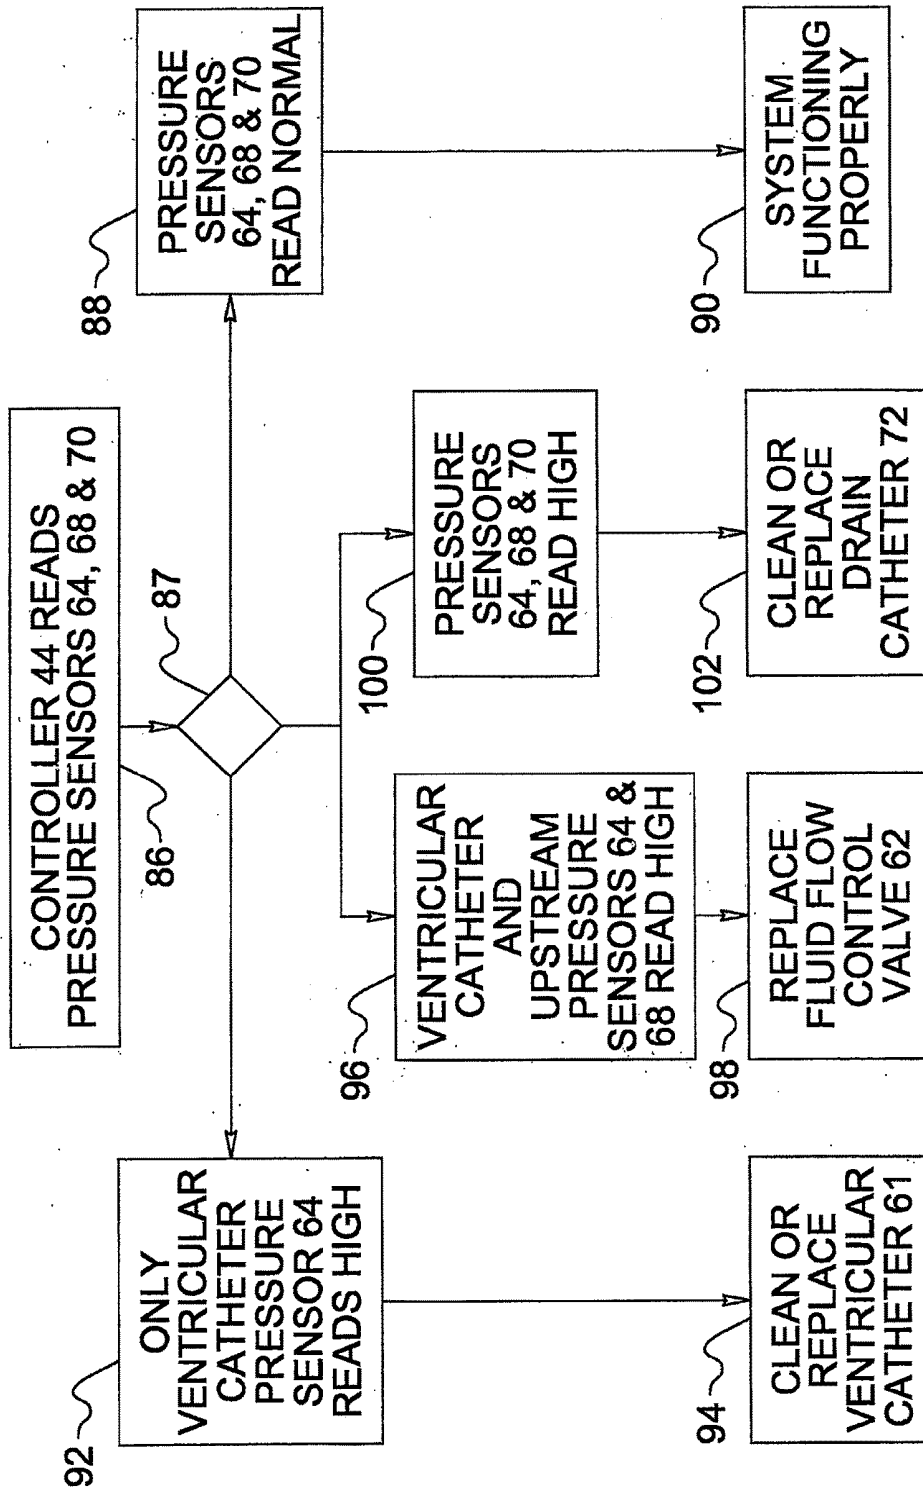 CONTROLLER 44 READS
PRESSURE SENSORS 64, 68 & 70
86
87
92
ONLY
VENTRICULAR
CATHETER
PRESSURE
SENSOR 64
READS HIGH
88
PRESSURE
SENSORS
64, 68 & 70
READ NORMAL
96
VENTRICULAR
CATHETER
AND
UPSTREAM
PRESSURE
SENSORS 64 &
68 READ HIGH
100
PRESSURE
SENSORS
64, 68 & 70
READ HIGH
94
CLEAN OR
REPLACE
VENTRICULAR
CATHETER 61
98
REPLACE
FLUID FLOW
CONTROL
VALVE 62
102
CLEAN OR
REPLACE
DRAIN
CATHETER 72
90
SYSTEM
FUNCTIONING
PROPERLY